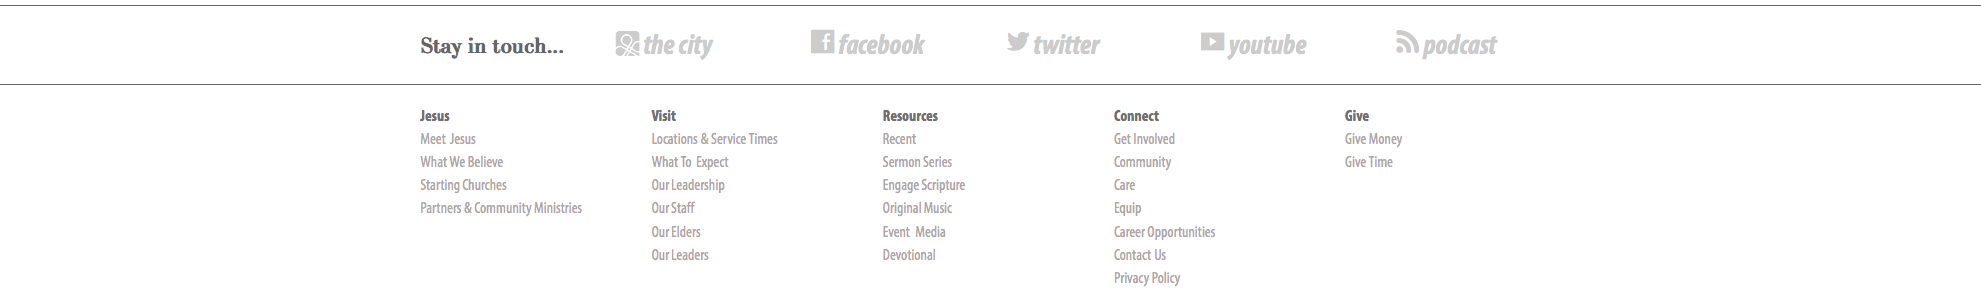 Stay in touch...
the city
facebook
twitter
youtube
podcast
Jesus
Meet Jesus
What We Believe
Starting Churches
Partners & Community Ministries
Visit
Locations & Service Times
What To Expect
Our Leadership
Our Staff
Our Elders
Our Leaders
Resources
Recent
Sermon Series
Engage Scripture
Original Music
Event Media
Devotional
Connect
Get Involved
Community
Care
Equip
Career Opportunities
Contact Us
Privacy Policy
Give
Give Money
Give Time